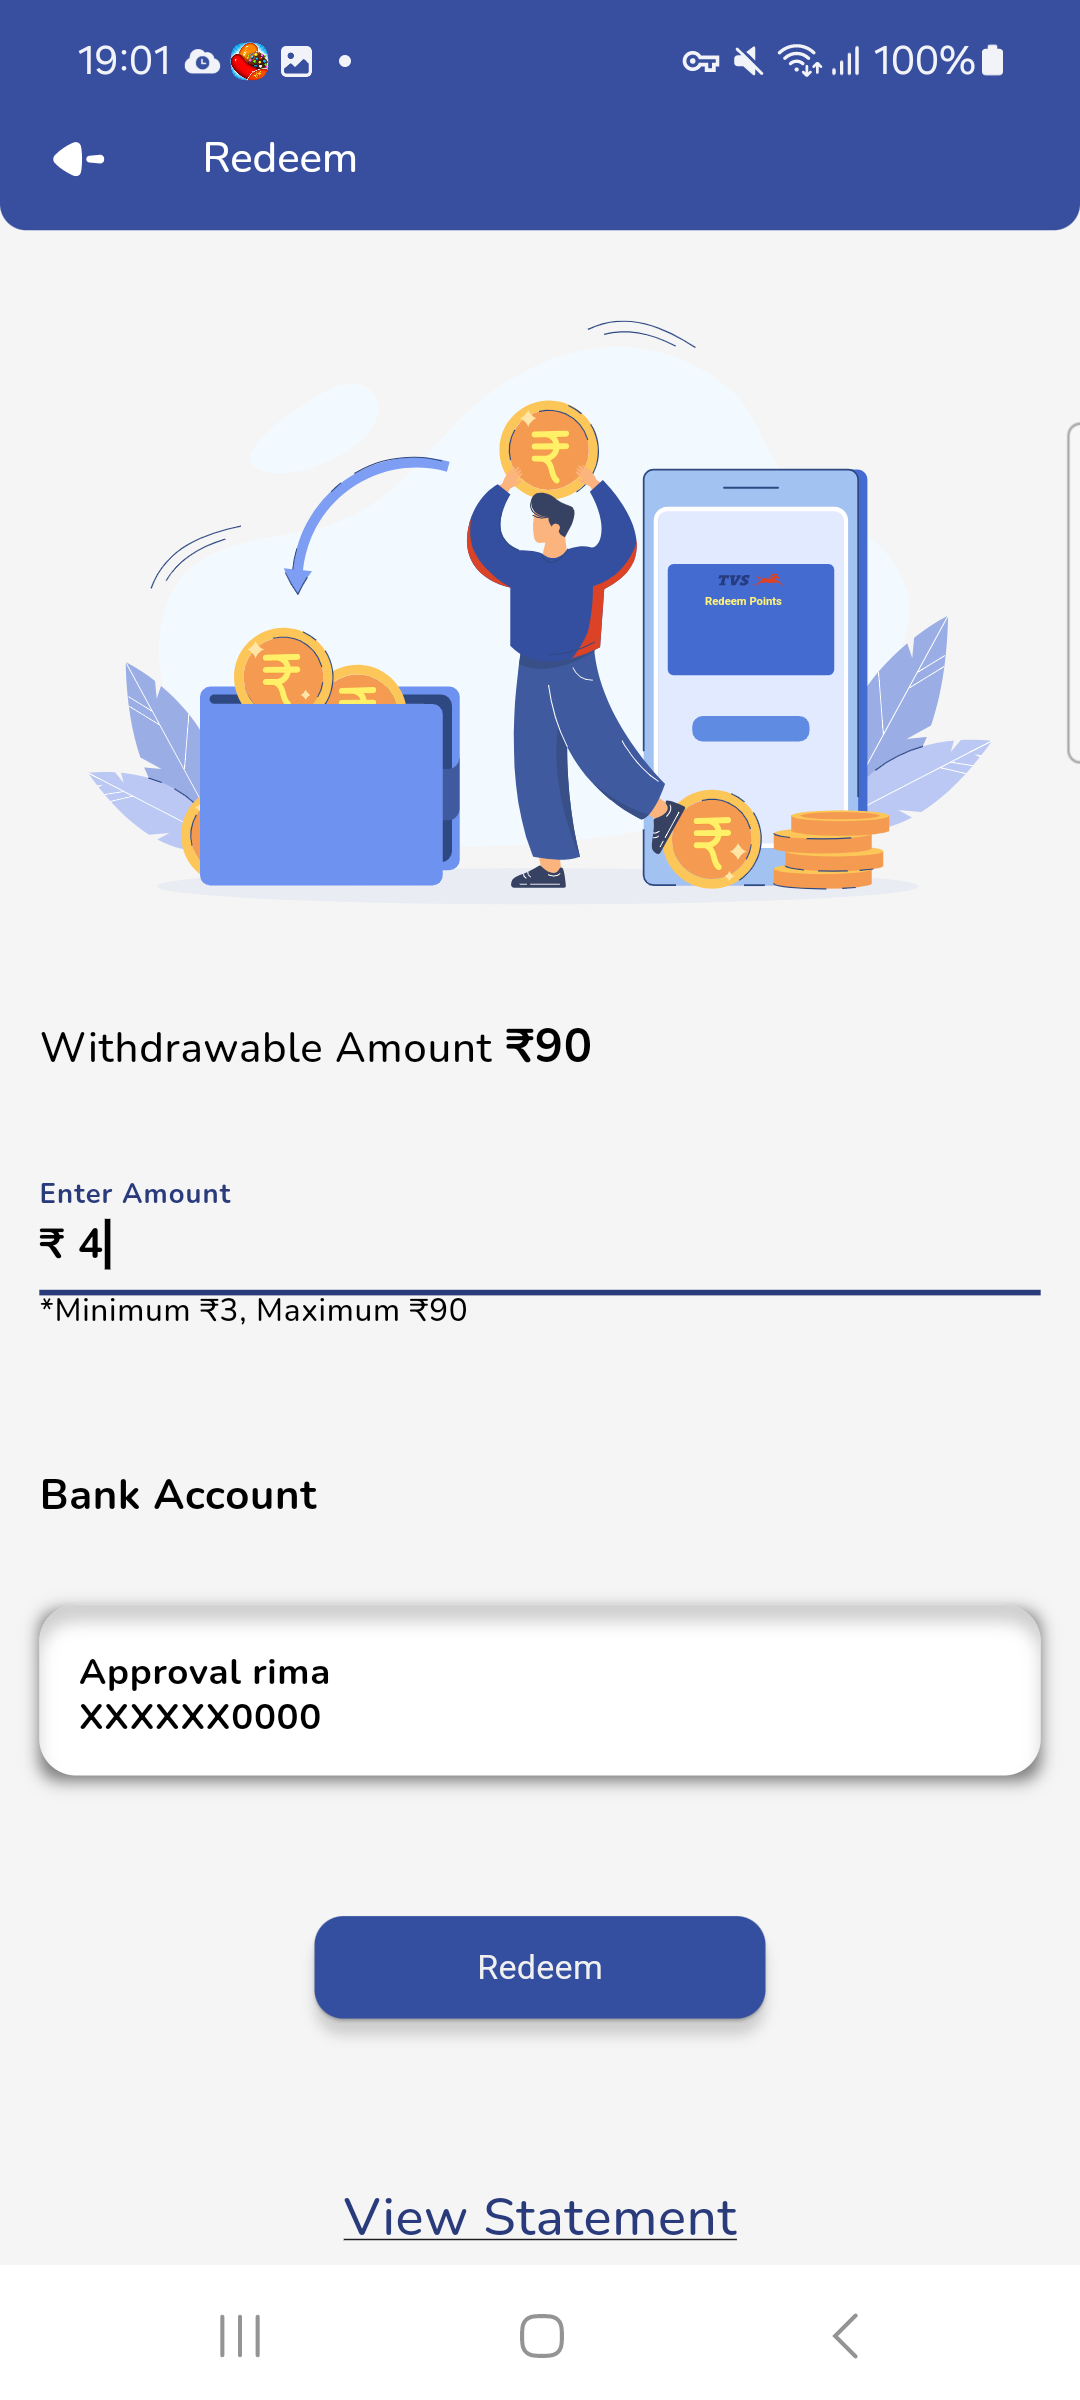 19:01 100%
Redeem
₹
TVS
Redeem Points
₹
₹
₹
Withdrawable Amount ₹90
Enter Amount
₹ 4
*Minimum ₹3, Maximum ₹90
Bank Account
Approval rima
XXXXXX0000
Redeem
View Statement